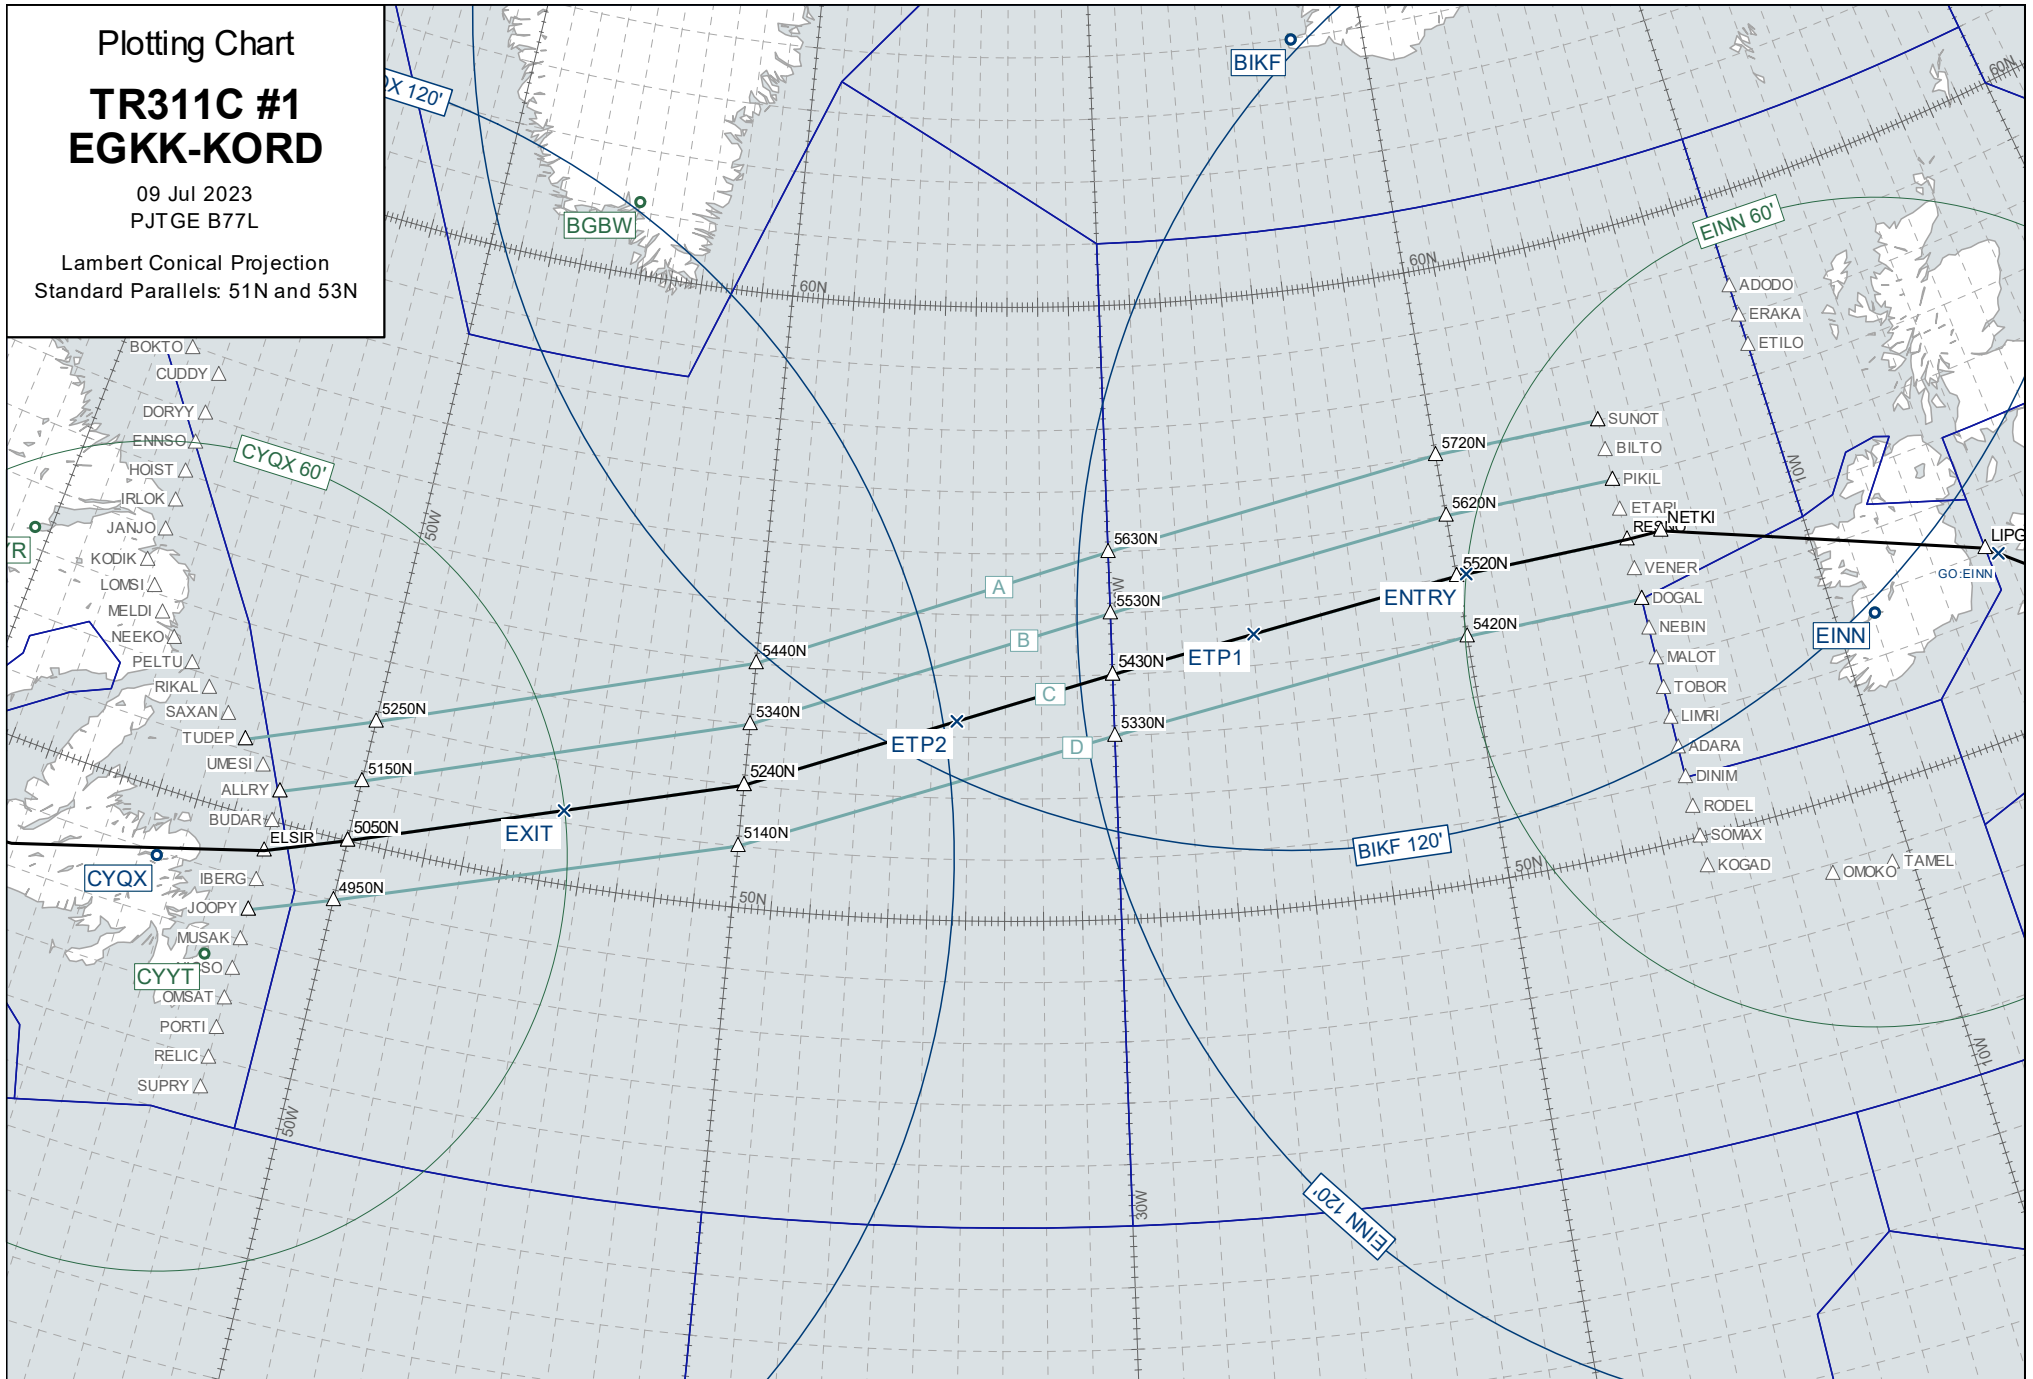 Plotting Chart
TR311C #1
EGKK-KORD
09 Jul 2023
PJTGE B77L
Lambert Conical Projection
Standard Parallels: 51N and 53N
BIKF
60N
QX 120'
BGBW
EINN 60'
60N
60N
ADODO
ERAKA
ETILO
BOKTO
CUDDY
DORYY
ENNSO
CYQX 60'
HOIST
IRLOK
JANJO
KODIK
LOMSI
MELDI
NEEKO
PELTU
RIKAL
SAXAN
TUDEP
UMESI
ALLRY
BUDAR
ELSIR
IBERG
JOOPY
MUSAK
OMSAT
PORTI
RELIC
SUPRY
YR
CYQX
CYYT
50W
50W
SUNOT
BILTO
PIKIL
ETARI
NETKI
VENER
DOGAL
NEBIN
MALOT
TOBOR
LIMRI
ADARA
DINIM
RODEL
SOMAX
KOGAD
OMOKO
TAMEL
LIPG
GO:EINN
EINN
10W
10W
5720N
5620N
5520N
5420N
ENTRY
5630N
5530N
5430N
5330N
ETP1
A
B
C
D
5440N
5340N
5240N
5140N
ETP2
5250N
5150N
5050N
4950N
EXIT
50N
50N
BIKF 120'
EINN 120'
30W